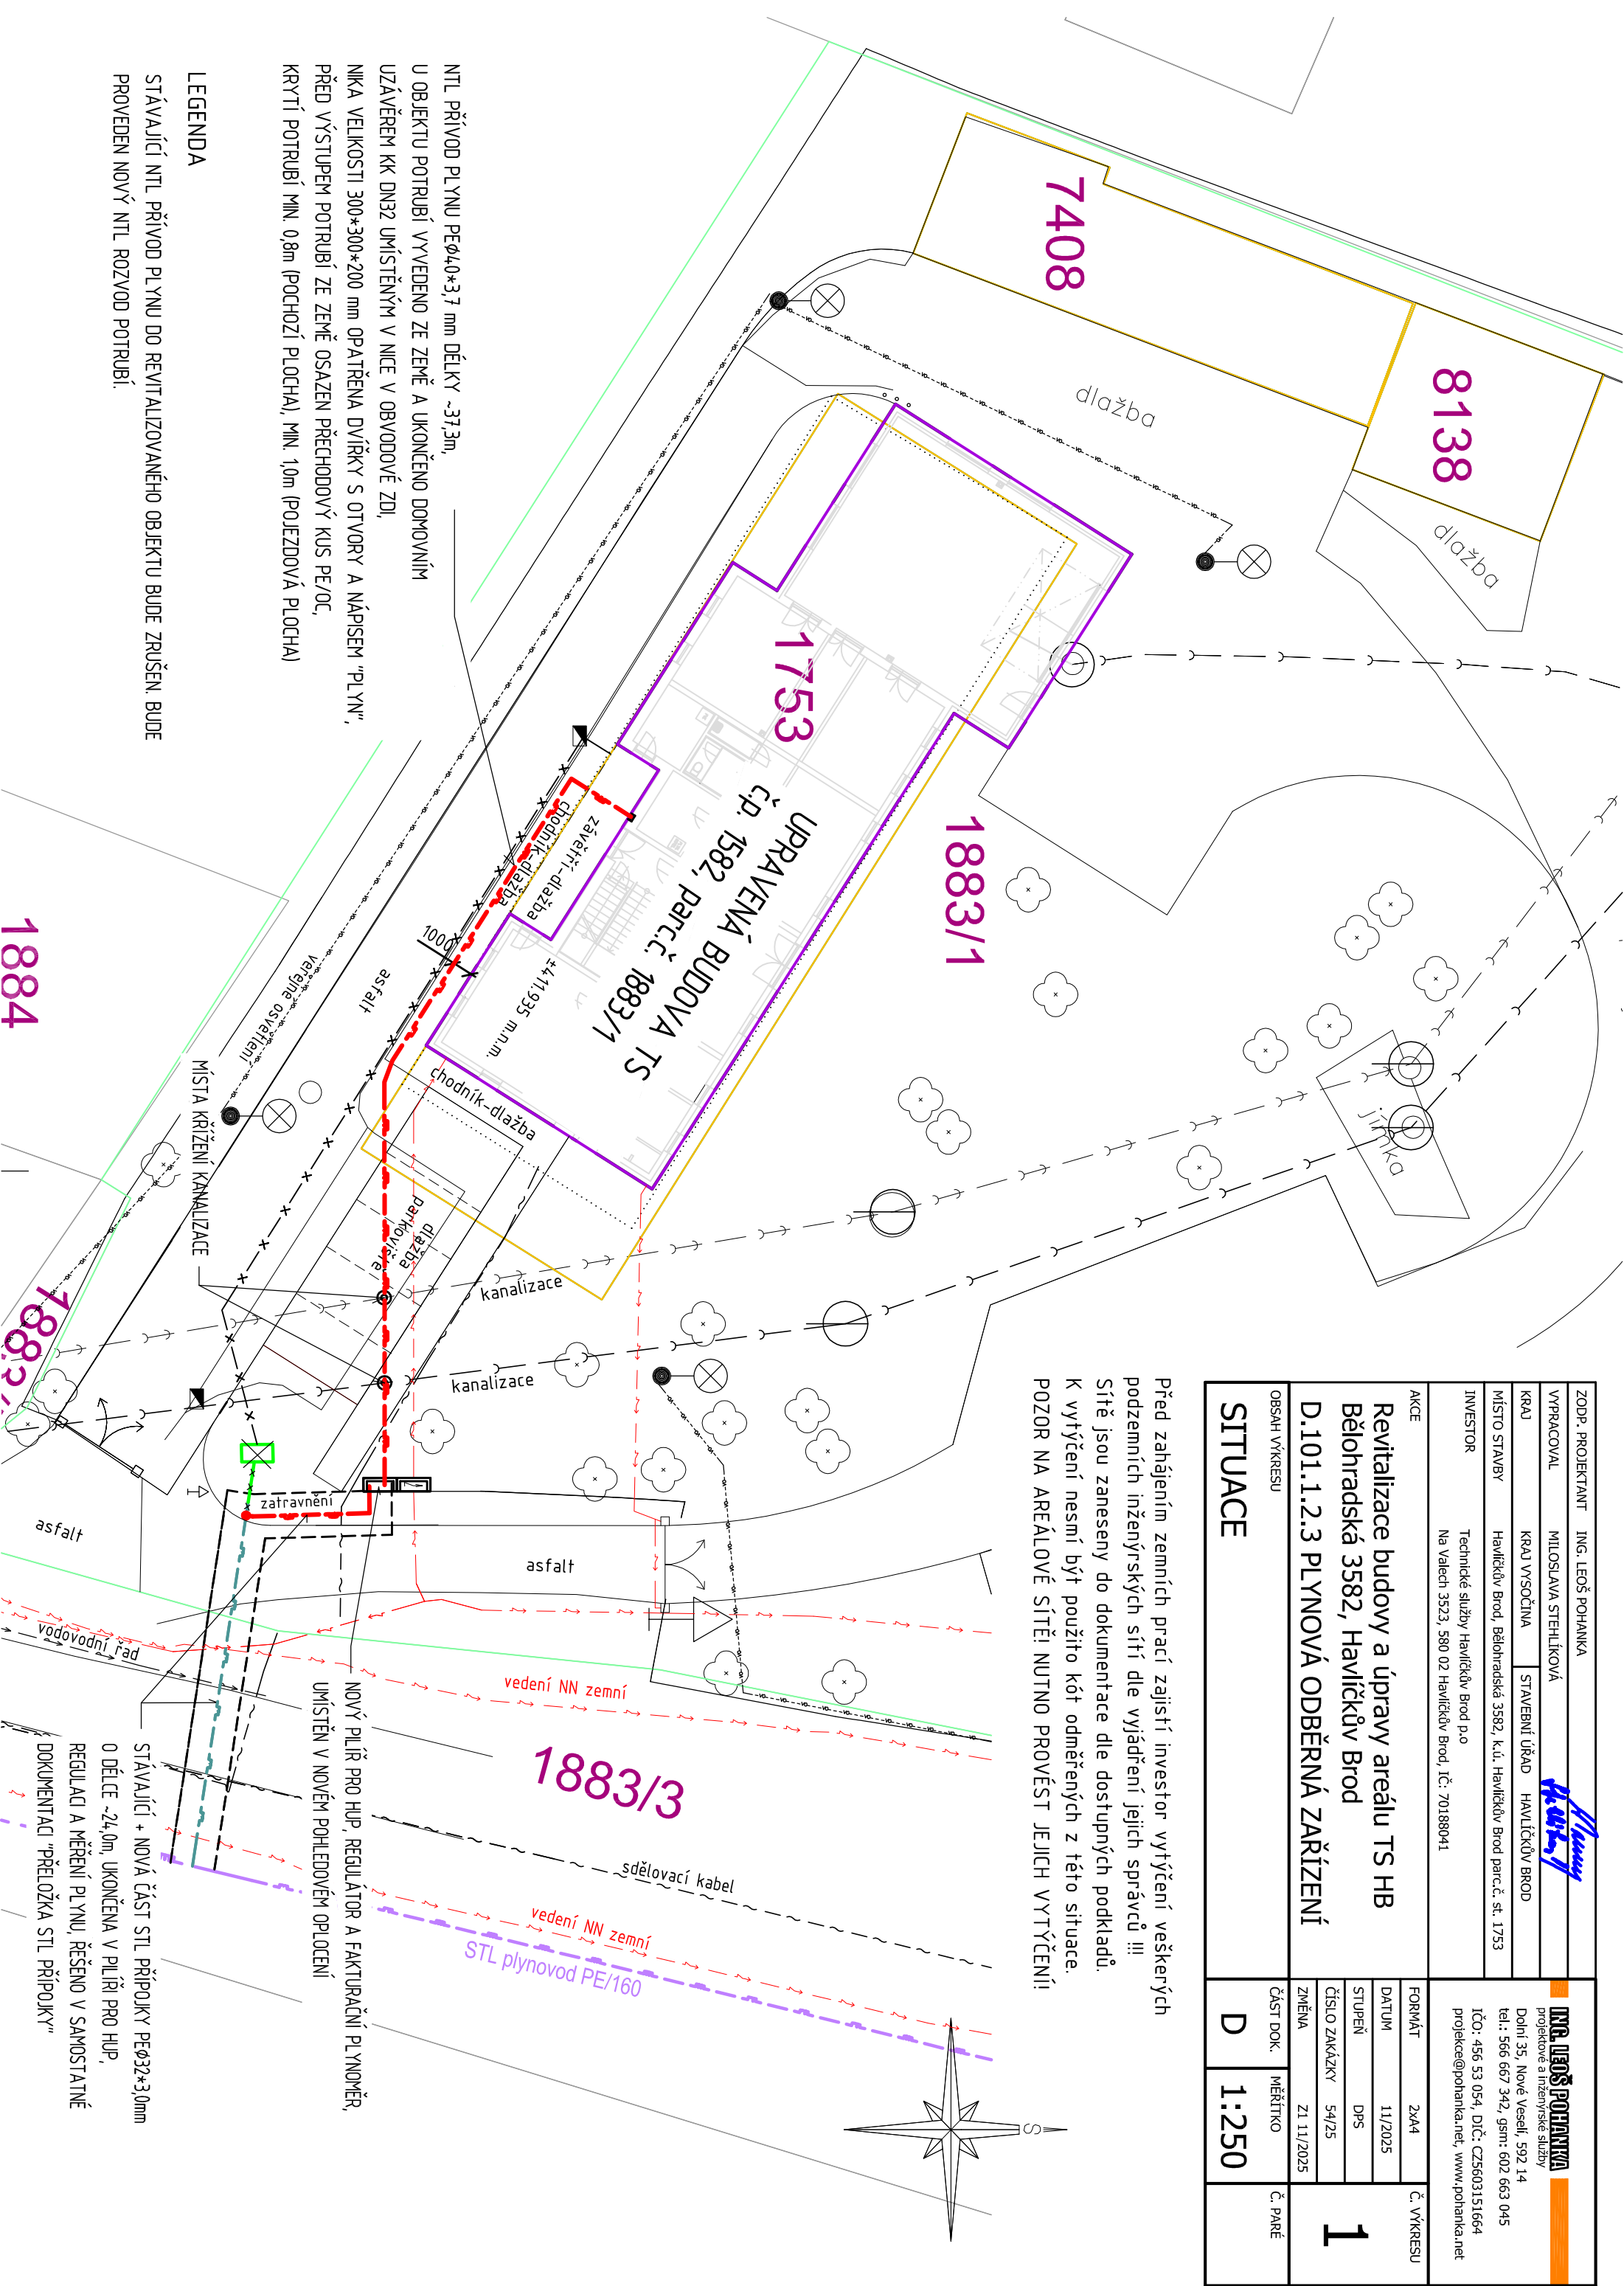 NTL PŘÍVOD PLYNU PEØ40*3,7 mm DÉLKY ~37,3m,
U OBJEKTU POTRUBÍ VYVEDENO ZE ZEMĚ A UKONČENO DOMOVNÍM
UZÁVĚREM KK DN32 UMÍSTĚNÝM V NICE V OBVODOVÉ ZDI,
NIKA VELIKOSTI 300*300*200 mm OPATŘENA DVÍŘKY S OTVORY A NÁPISEM "PLYN",
PŘED VÝSTUPEM POTRUBÍ ZE ZEMĚ OSAZEN PŘECHODOVÝ KUS PE/OC,
KRYTÍ POTRUBÍ MIN. 0,8m (POCHOZÍ PLOCHA), MIN. 1,0m (POJEZDOVÁ PLOCHA)
LEGENDA
STÁVAJÍCÍ NTL PŘÍVOD PLYNU DO REVITALIZOVANÉHO OBJEKTU BUDE ZRUŠEN. BUDE
PROVEDEN NOVÝ NTL ROZVOD POTRUBÍ.
7408
8138
dlažba
dlažba
1753
1883/1
UPRAVENÁ BUDOVA TS
č.p. 1582, parc.č. 1883/1
±411.935 m.n.m.
závětří-dlažba
chodník-dlažba
1000
asfalt
veřejné osvětlení
1884
chodník-dlažba
jímka
MÍSTA KŘÍŽENÍ KANALIZACE
dlažba
parkoviště
kanalizace
kanalizace
zatravnění
asfalt
asfalt
vodovodní řad
vedení NN zemní
1883/3
sdělovací kabel
vedení NN zemní
STL plynovod PE/160
NOVÝ PILÍŘ PRO HUP, REGULÁTOR A FAKTURAČNÍ PLYNOMĚR,
UMÍSTĚN V NOVÉM POHLEDOVÉM OPLOCENÍ
STÁVAJÍCÍ + NOVÁ ČÁST STL PŘÍPOJKY PEØ32*3,0mm
O DÉLCE ~24,0m, UKONČENA V PILÍŘI PRO HUP,
REGULACI A MĚŘENÍ PLYNU, ŘEŠENO V SAMOSTATNÉ
DOKUMENTACI "PŘELOŽKA STL PŘÍPOJKY"
S
Před zahájením zemních prací zajistí investor vytýčení veškerých
podzemních inženýrských sítí dle vyjádření jejich správců !!!
Sítě jsou zaneseny do dokumentace dle dostupných podkladů.
K vytýčení nesmí být použito kót odměřených z této situace.
POZOR NA AREÁLOVÉ SÍTĚ! NUTNO PROVÉST JEJICH VYTÝČENÍ!
ZODP. PROJEKTANT ING. LEOŠ POHANKA
VYPRACOVAL MILOSLAVA STEHLÍKOVÁ
KRAJ KRAJ VYSOČINA STAVEBNÍ ÚŘAD HAVLÍČKŮV BROD
MÍSTO STAVBY Havlíčkův Brod, Bělohradská 3582, k.ú. Havlíčkův Brod parc.č. st. 1753
INVESTOR Technické služby Havlíčkův Brod p.o
Na Valech 3523, 580 02 Havlíčkův Brod, IČ: 70188041
AKCE
Revitalizace budovy a úpravy areálu TS HB
Bělohradská 3582, Havlíčkův Brod
D.101.1.2.3 PLYNOVÁ ODBĚRNÁ ZAŘÍZENÍ
OBSAH VÝKRESU
SITUACE
ING. LEOŠ POHANKA
projektové a inženýrské služby
Dolní 35, Nové Veselí, 592 14
tel.: 566 667 342, gsm: 602 663 045
IČO: 456 53 054, DIČ: CZ5603151664
projekce@pohanka.net, www.pohanka.net
FORMÁT 2xA4
DATUM 11/2025
STUPEŇ DPS
ČÍSLO ZAKÁZKY 54/25
ZMĚNA Z1 11/2025
Č. VÝKRESU
1
ČÁST DOK.
D
MĚŘÍTKO
1:250
Č. PARÉ